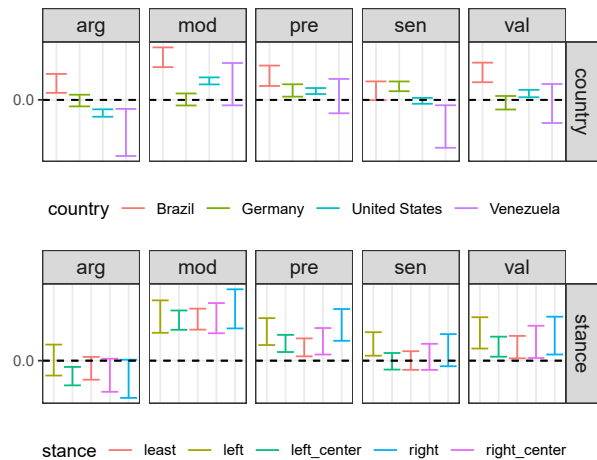 arg mod pre sen val
0.0
country
country Brazil Germany United States Venezuela
arg mod pre sen val
0.0
stance
stance least left left_center right right_center